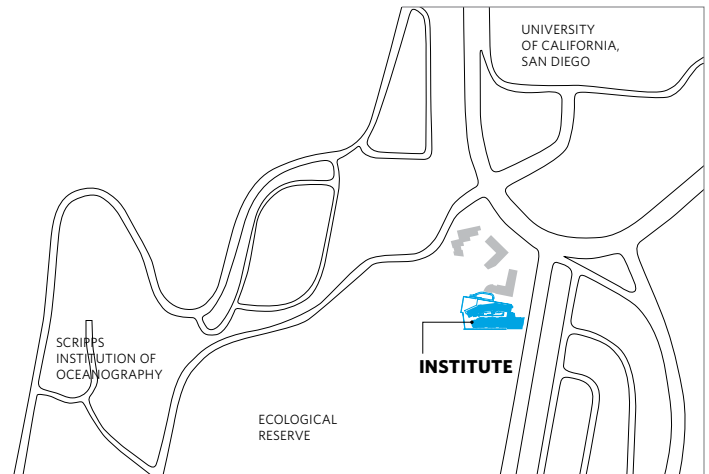 UNIVERSITY
OF CALIFORNIA,
SAN DIEGO
SCRIPPS
INSTITUTION OF
OCEANOGRAPHY
INSTITUTE
ECOLOGICAL
RESERVE